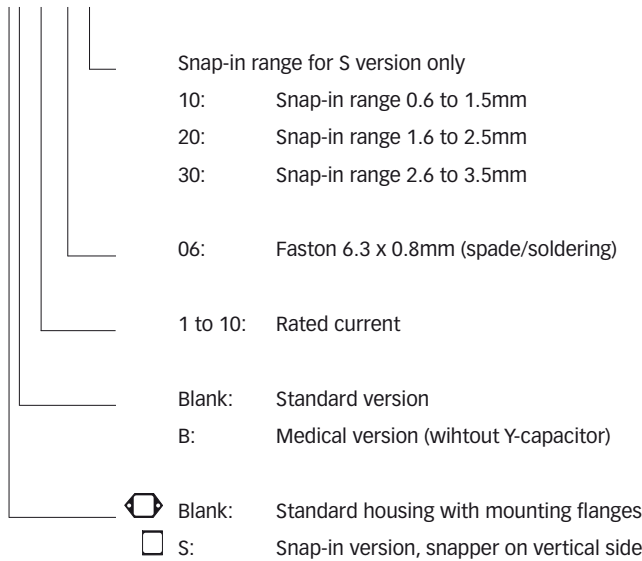 Snap-in range for S version only
10: Snap-in range 0.6 to 1.5mm
20: Snap-in range 1.6 to 2.5mm
30: Snap-in range 2.6 to 3.5mm
06: Faston 6.3 x 0.8mm (spade/soldering)
1 to 10: Rated current
Blank: Standard version
B: Medical version (wihtout Y-capacitor)
Blank: Standard housing with mounting flanges
S: Snap-in version, snapper on vertical side